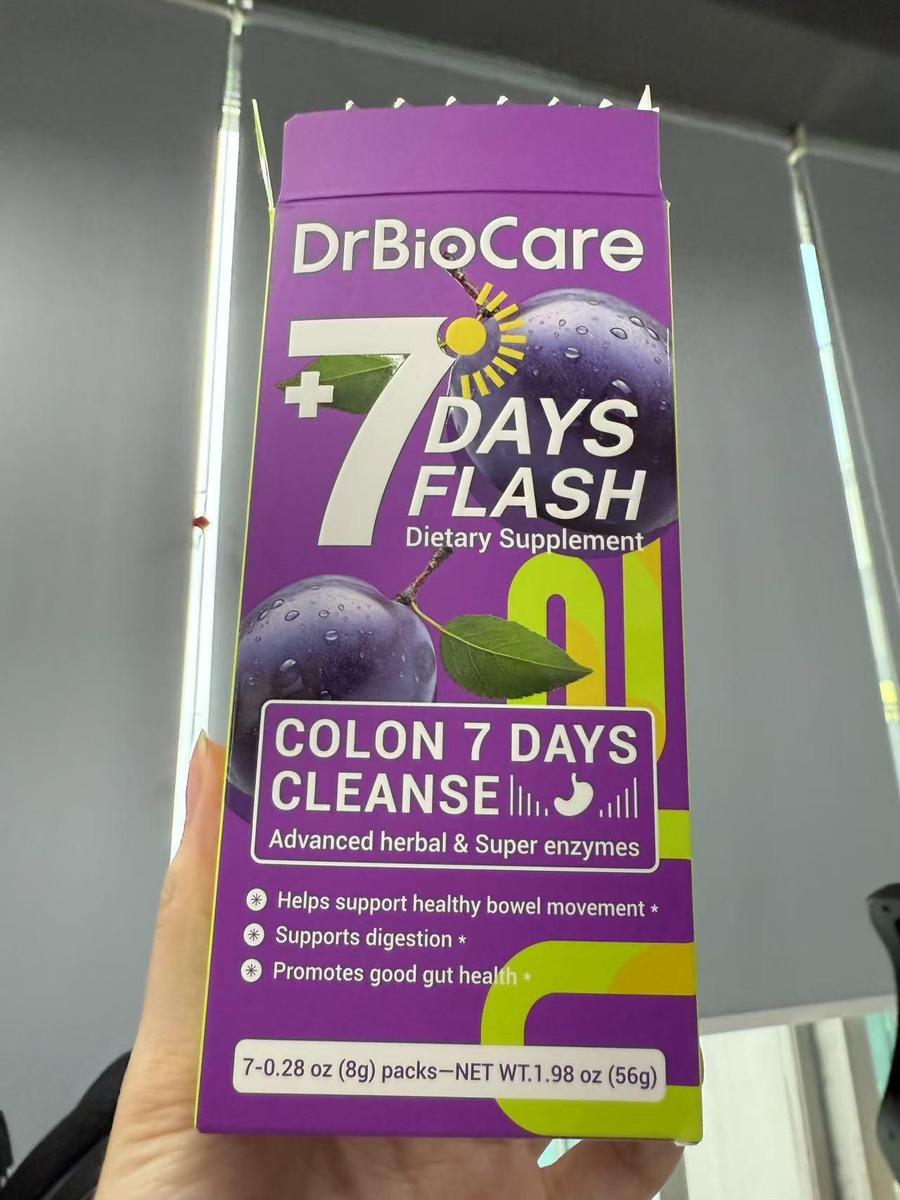 DrBioCare
+7
DAYS
FLASH
Dietary Supplement
COLON 7 DAYS
CLEANSE
Advanced herbal & Super enzymes
Helps support healthy bowel movement *
Supports digestion *
Promotes good gut health *
7-0.28 oz (8g) packs—NET WT.1.98 oz (56g)